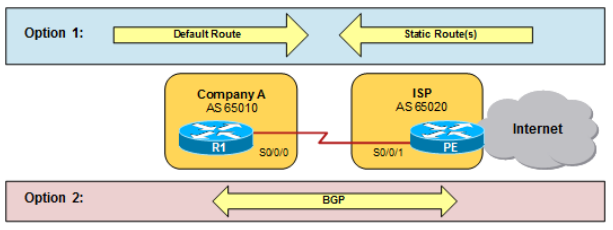 Option 1:
Default Route
Static Route(s)
Company A
AS 65010
ISP
AS 65020
R1
S0/0/0
S0/0/1
PE
Internet
Option 2:
BGP